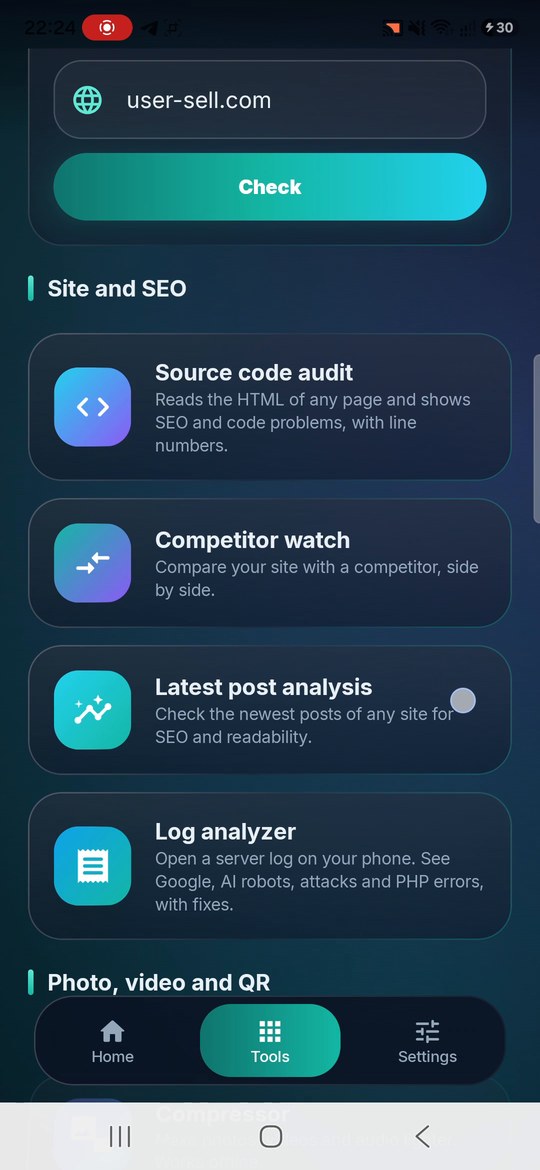 22:24
30
user-sell.com
Check
Site and SEO
Source code audit
Reads the HTML of any page and shows
SEO and code problems, with line
numbers.
Competitor watch
Compare your site with a competitor, side
by side.
Latest post analysis
Check the newest posts of any site for
SEO and readability.
Log analyzer
Open a server log on your phone. See
Google, AI robots, attacks and PHP errors,
with fixes.
Photo, video and QR
Home
Tools
Settings
Compressor